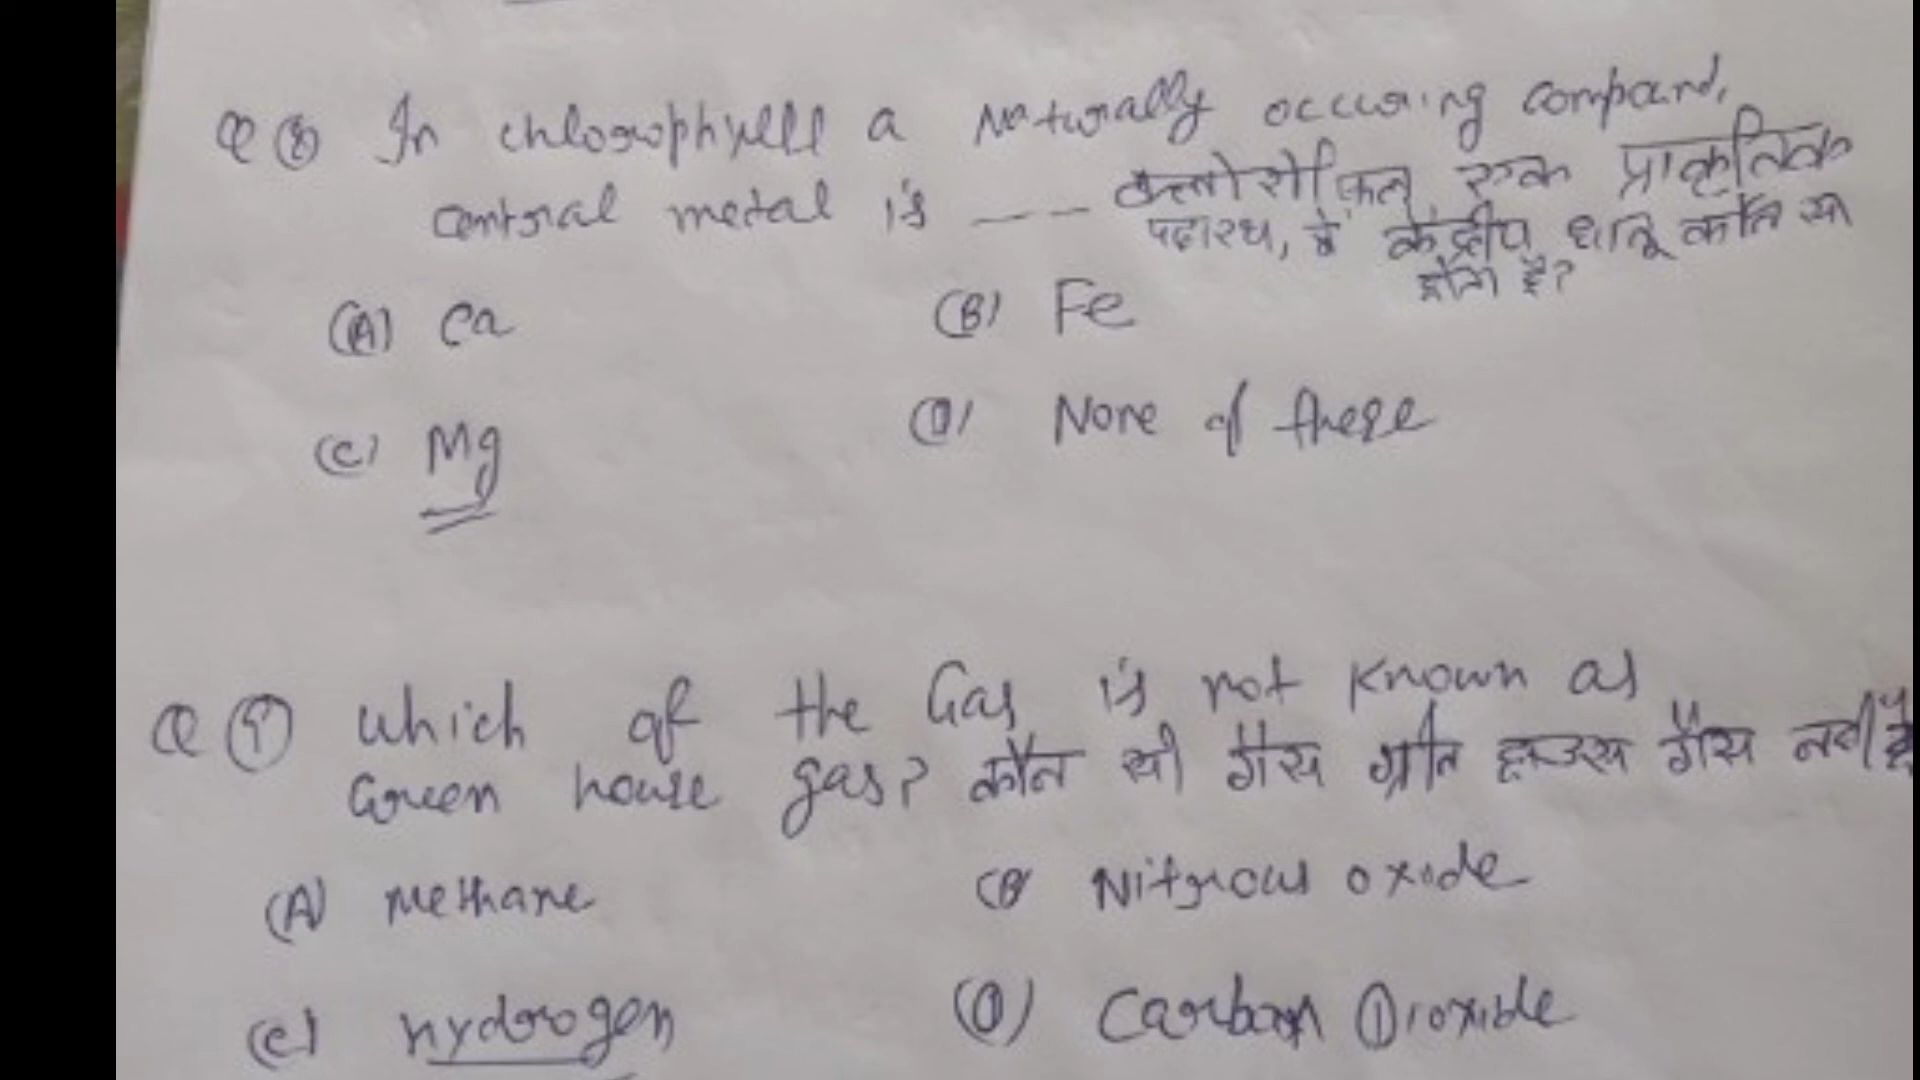 Q ⑧ In chlorophyll a Naturally occuring compound,
central metal is --- क्लोरोफिल, एक प्राकृतिक
पदारथ, में केंद्रीय धातू कौन सा
होता है?
(A) Ca (B) Fe
(C) Mg (D) None of these
Q ⑨ which of the Gas is not known as
Green house gas? कौन सी गैस ग्रीन हाउस गैस नहीं है
(A) Methane (B) Nitrous oxide
(C) hydrogen (D) Carbon Dioxide